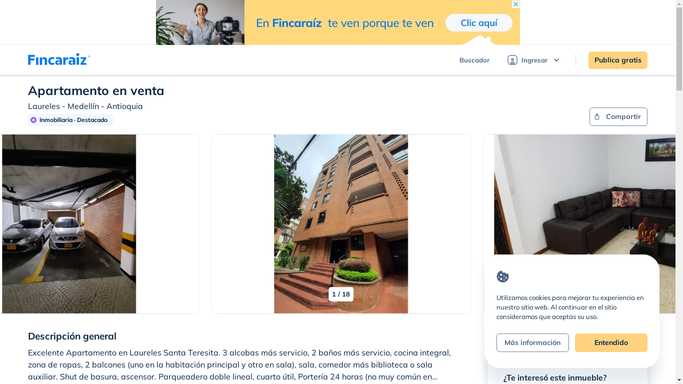 En Fincaraíz te ven porque te ven
Clic aquí
Fincaraiz
Buscador
Ingresar
Publica gratis
Apartamento en venta
Laureles - Medellín - Antioquia
Inmobiliaria · Destacado
Compartir
1 / 18
Utilizamos cookies para mejorar tu experiencia en
nuestro sitio web. Al continuar en el sitio
consideramos que aceptas su uso.
Más información
Entendido
Descripción general
Excelente Apartamento en Laureles Santa Teresita. 3 alcobas más servicio, 2 baños más servicio, cocina integral,
zona de ropas, 2 balcones (uno en la habitación principal y otro en sala), sala, comedor más biblioteca o sala
auxiliar. Shut de basura, ascensor. Parqueadero doble lineal, cuarto útil, Portería 24 horas (no muy común en...
¿Te interesó este inmueble?